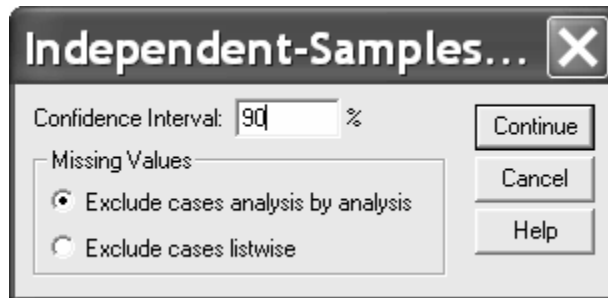 Independent-Samples...
Confidence Interval: 90 %
Missing Values
Exclude cases analysis by analysis
Exclude cases listwise
Continue
Cancel
Help